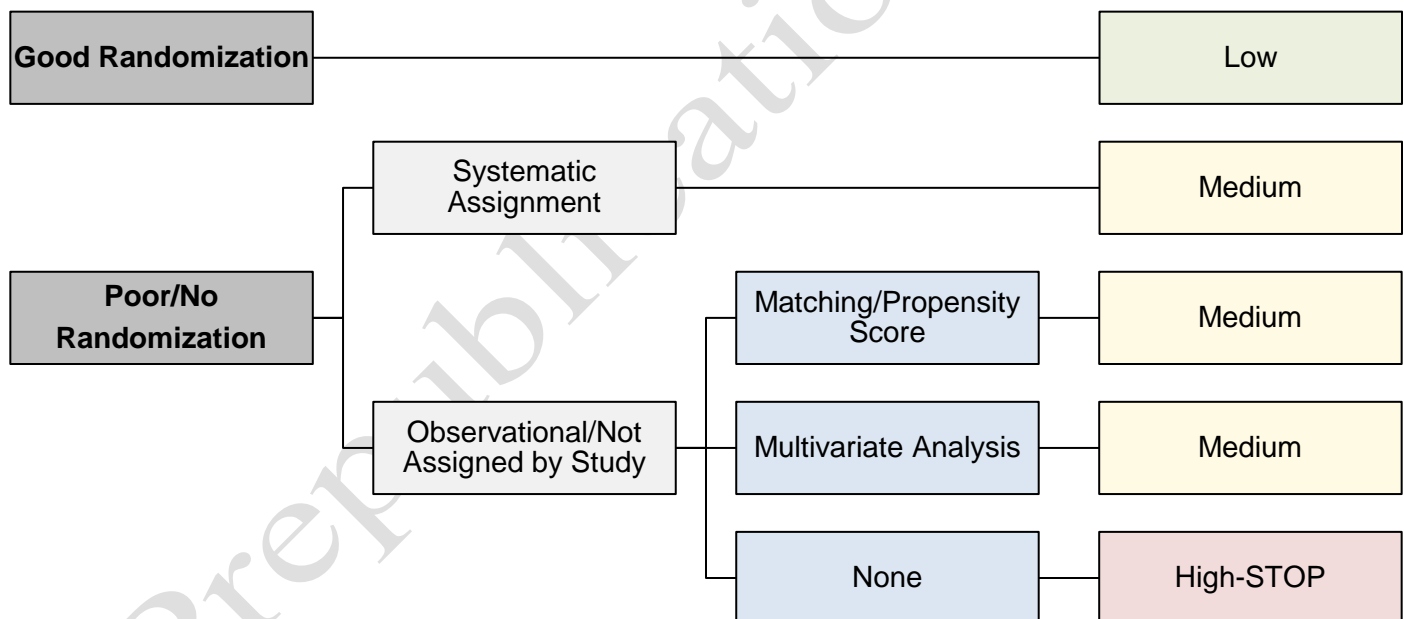 Good Randomization
Low
Systematic
Assignment
Medium
Poor/No
Randomization
Matching/Propensity
Score
Medium
Observational/Not
Assigned by Study
Multivariate Analysis
Medium
None
High-STOP
Prepublication